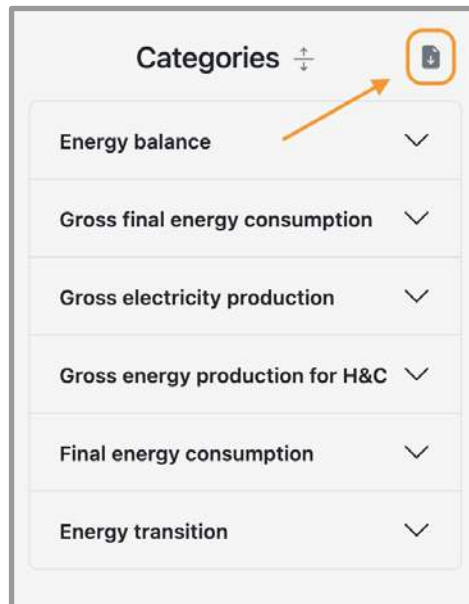 Categories
Energy balance
Gross final energy consumption
Gross electricity production
Gross energy production for H&C
Final energy consumption
Energy transition